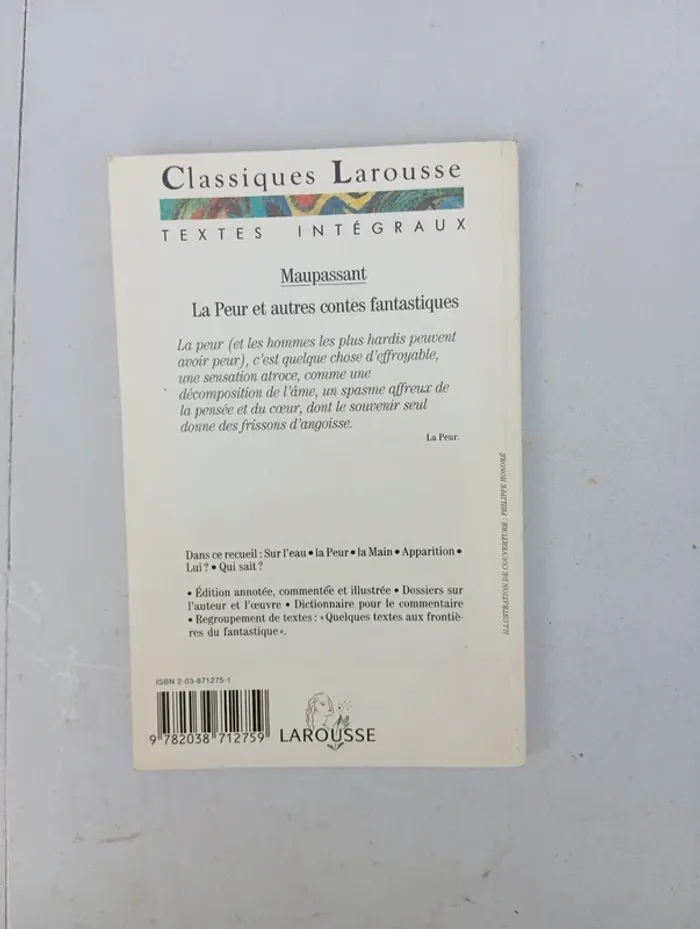 Classiques Larousse
TEXTES INTÉGRAUX
Maupassant
La Peur et autres contes fantastiques
La peur (et les hommes les plus hardis peuvent
avoir peur), c'est quelque chose d'effroyable,
une sensation atroce, comme une
décomposition de l'âme, un spasme affreux de
la pensée et du cœur, dont le souvenir seul
donne des frissons d'angoisse.
La Peur.
ILLUSTRATION DE COUVERTURE : PHILIPPE HONORÉ
Dans ce recueil : Sur l'eau • la Peur • la Main • Apparition •
Lui ? • Qui sait ?
• Édition annotée, commentée et illustrée • Dossiers sur
l'auteur et l'œuvre • Dictionnaire pour le commentaire
• Regroupement de textes : « Quelques textes aux frontiè-
res du fantastique ».
ISBN 2-03-871275-1
9 782038 712759
LAROUSSE